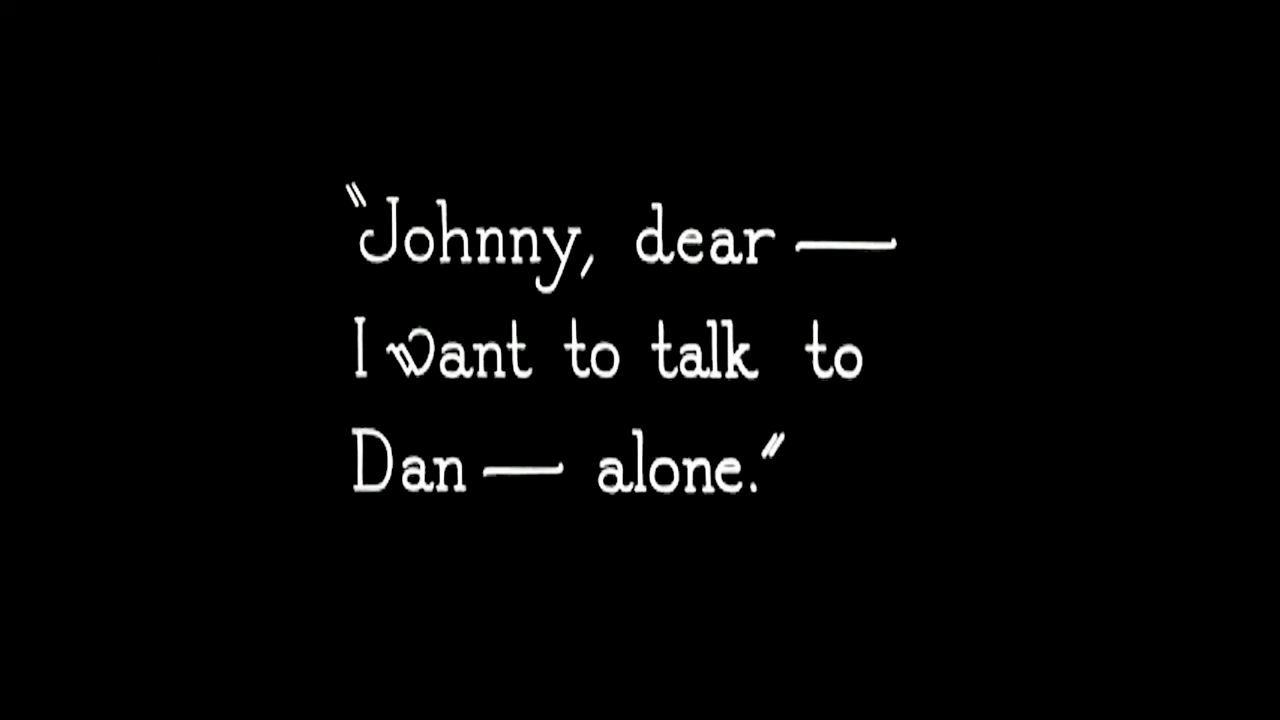 "Johnny, dear —
I want to talk to
Dan — alone."